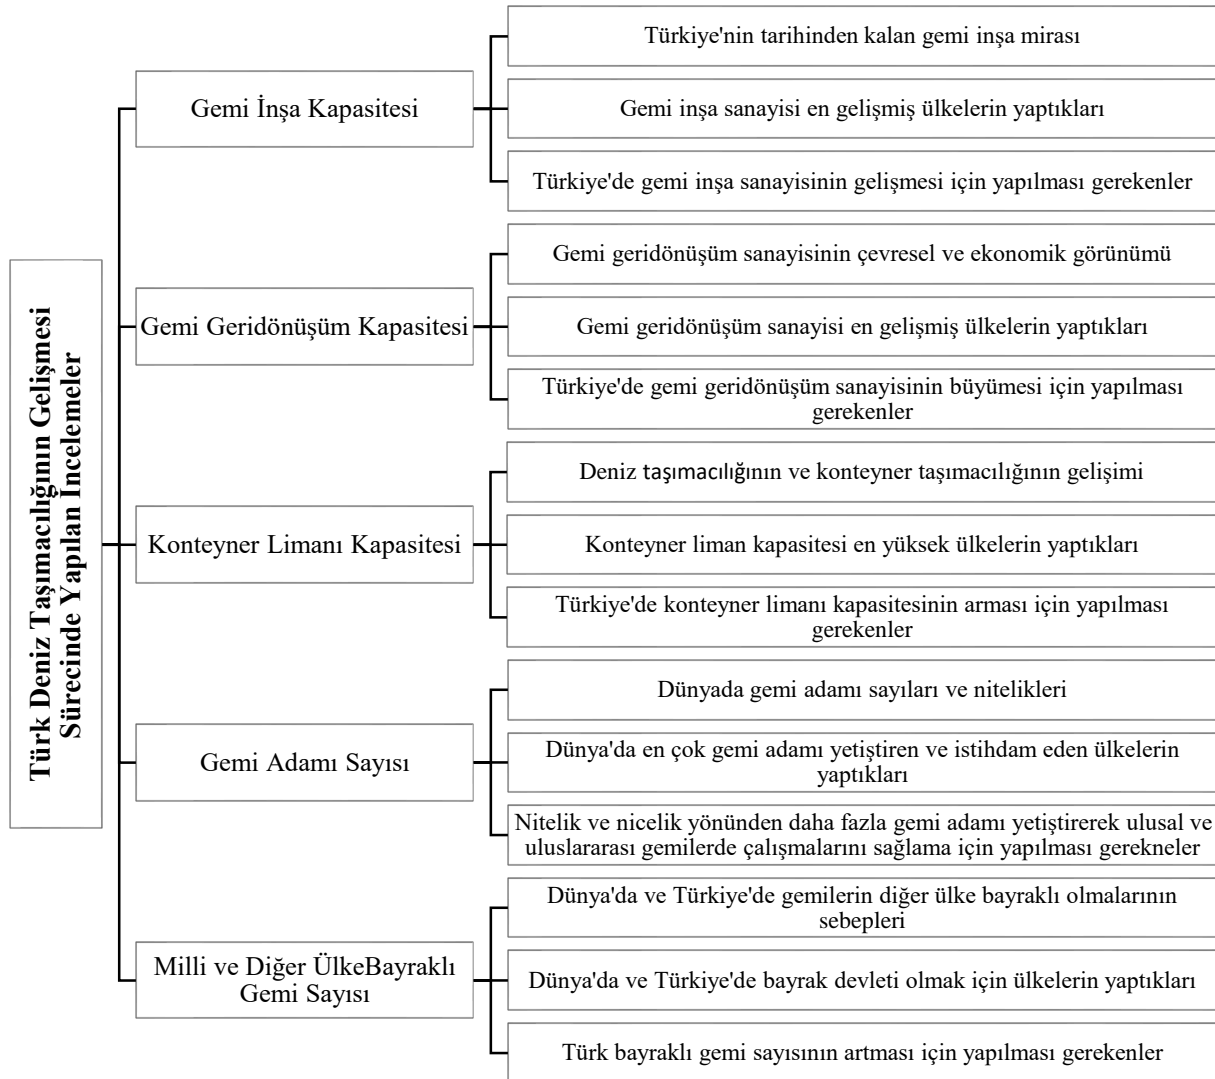 Türk Deniz Taşımacılığının Gelişmesi
Sürecinde Yapılan İncelemeler
Gemi İnşa Kapasitesi
Türkiye'nin tarihinden kalan gemi inşa mirası
Gemi inşa sanayisi en gelişmiş ülkelerin yaptıkları
Türkiye'de gemi inşa sanayisinin gelişmesi için yapılması gerekenler
Gemi Geridönüşüm Kapasitesi
Gemi geridönüşüm sanayisinin çevresel ve ekonomik görünümü
Gemi geridönüşüm sanayisi en gelişmiş ülkelerin yaptıkları
Türkiye'de gemi geridönüşüm sanayisinin büyümesi için yapılması
gerekenler
Konteyner Limanı Kapasitesi
Deniz taşımacılığının ve konteyner taşımacılığının gelişimi
Konteyner liman kapasitesi en yüksek ülkelerin yaptıkları
Türkiye'de konteyner limanı kapasitesinin arması için yapılması
gerekenler
Gemi Adamı Sayısı
Dünyada gemi adamı sayıları ve nitelikleri
Dünya'da en çok gemi adamı yetiştiren ve istihdam eden ülkelerin
yaptıkları
Nitelik ve nicelik yönünden daha fazla gemi adamı yetiştirerek ulusal ve
uluslararası gemilerde çalışmalarını sağlama için yapılması gerekneler
Milli ve Diğer ÜlkeBayraklı
Gemi Sayısı
Dünya'da ve Türkiye'de gemilerin diğer ülke bayraklı olmalarının
sebepleri
Dünya'da ve Türkiye'de bayrak devleti olmak için ülkelerin yaptıkları
Türk bayraklı gemi sayısının artması için yapılması gerekenler